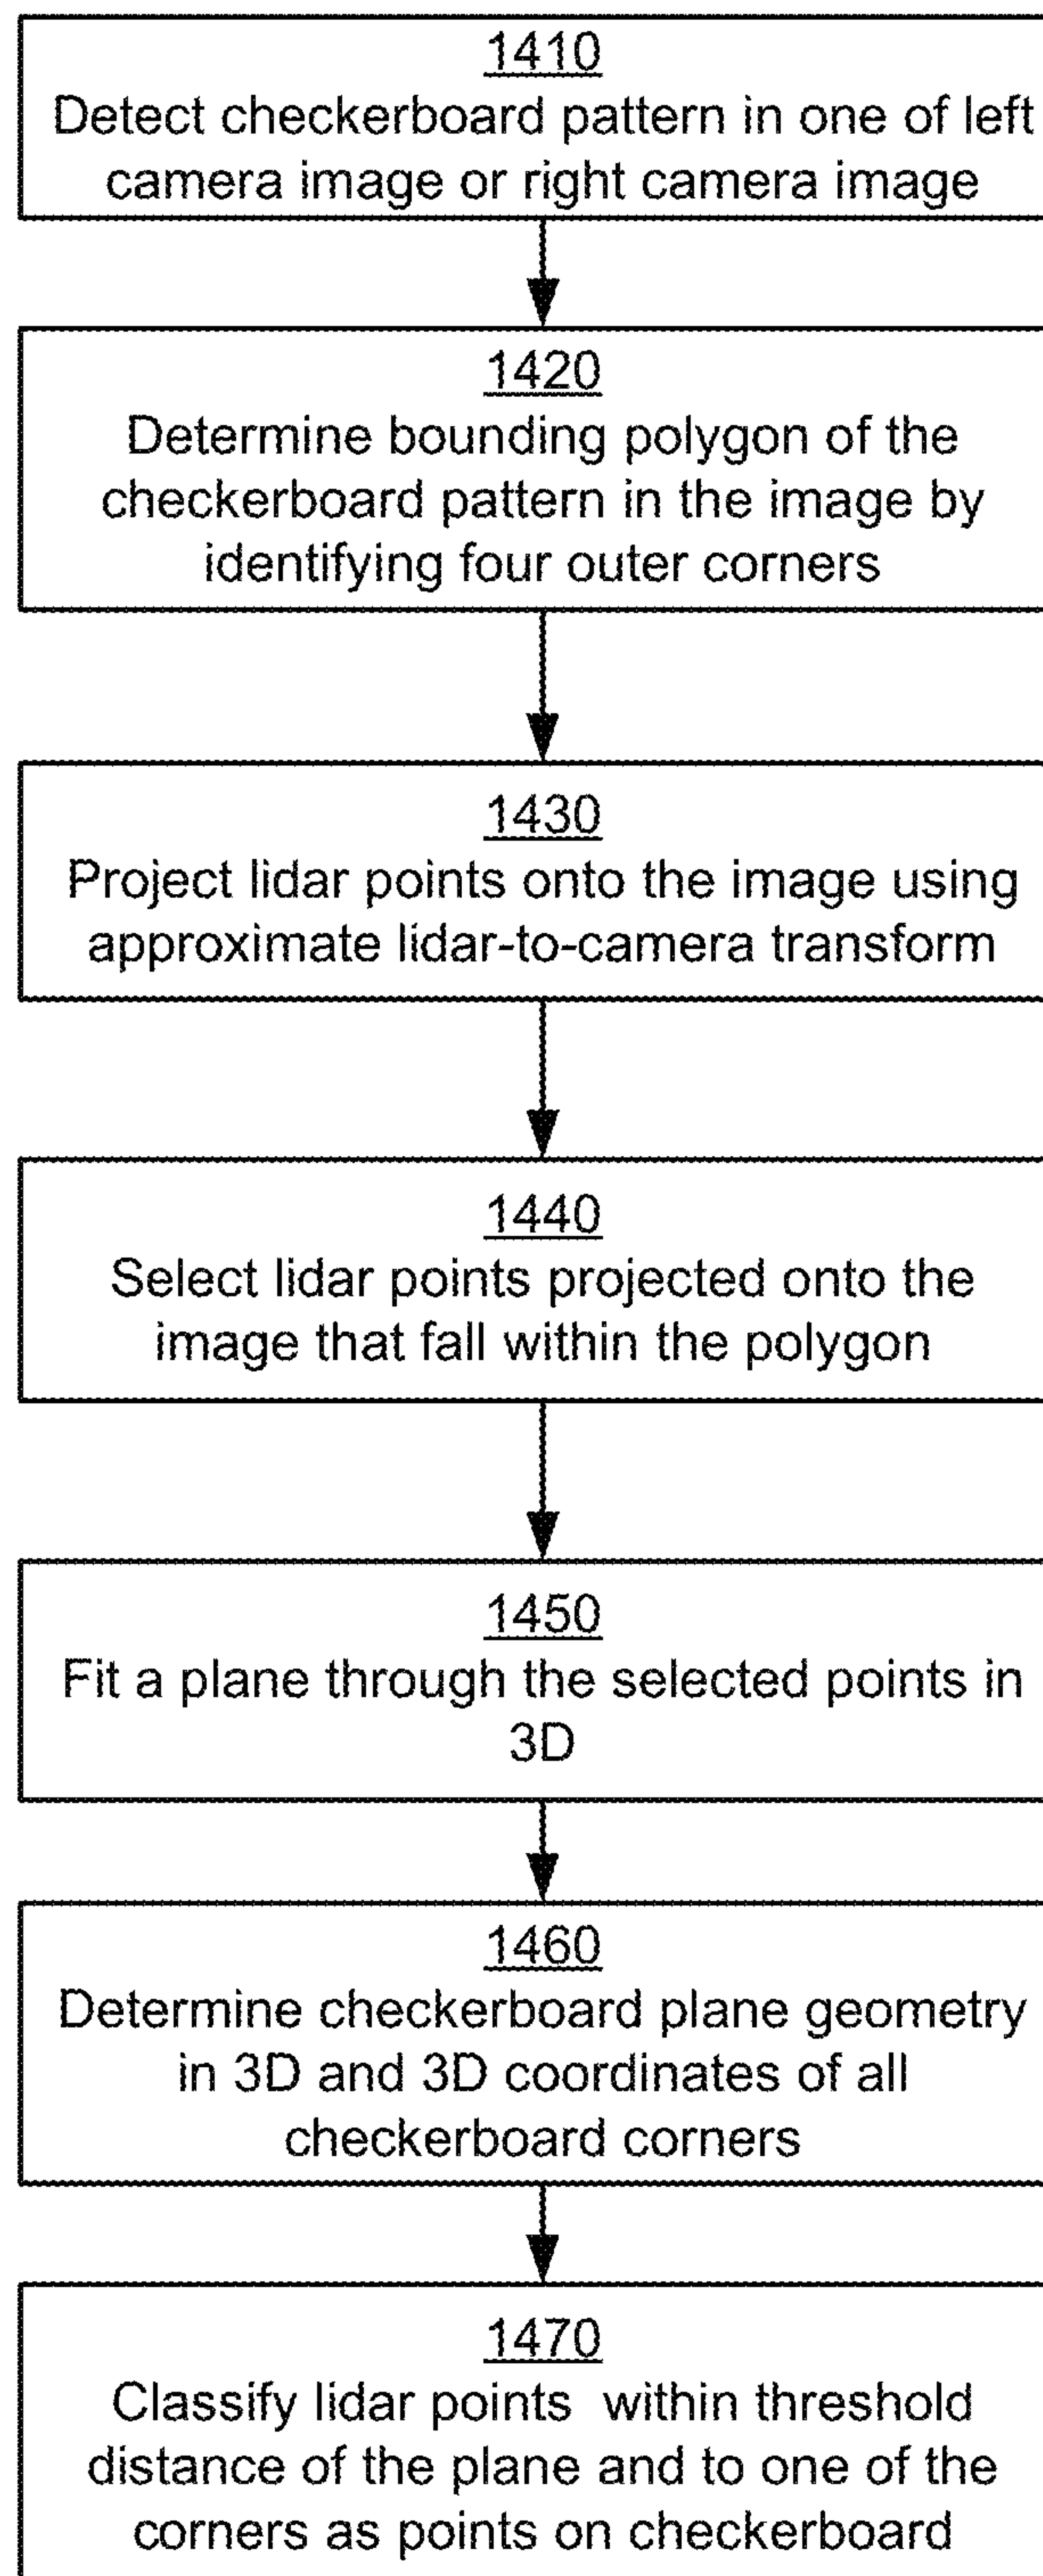 1410
Detect checkerboard pattern in one of left
camera image or right camera image
1420
Determine bounding polygon of the
checkerboard pattern in the image by
identifying four outer corners
1430
Project lidar points onto the image using
approximate lidar-to-camera transform
1440
Select lidar points projected onto the
image that fall within the polygon
1450
Fit a plane through the selected points in
3D
1460
Determine checkerboard plane geometry
in 3D and 3D coordinates of all
checkerboard corners
1470
Classify lidar points within threshold
distance of the plane and to one of the
corners as points on checkerboard